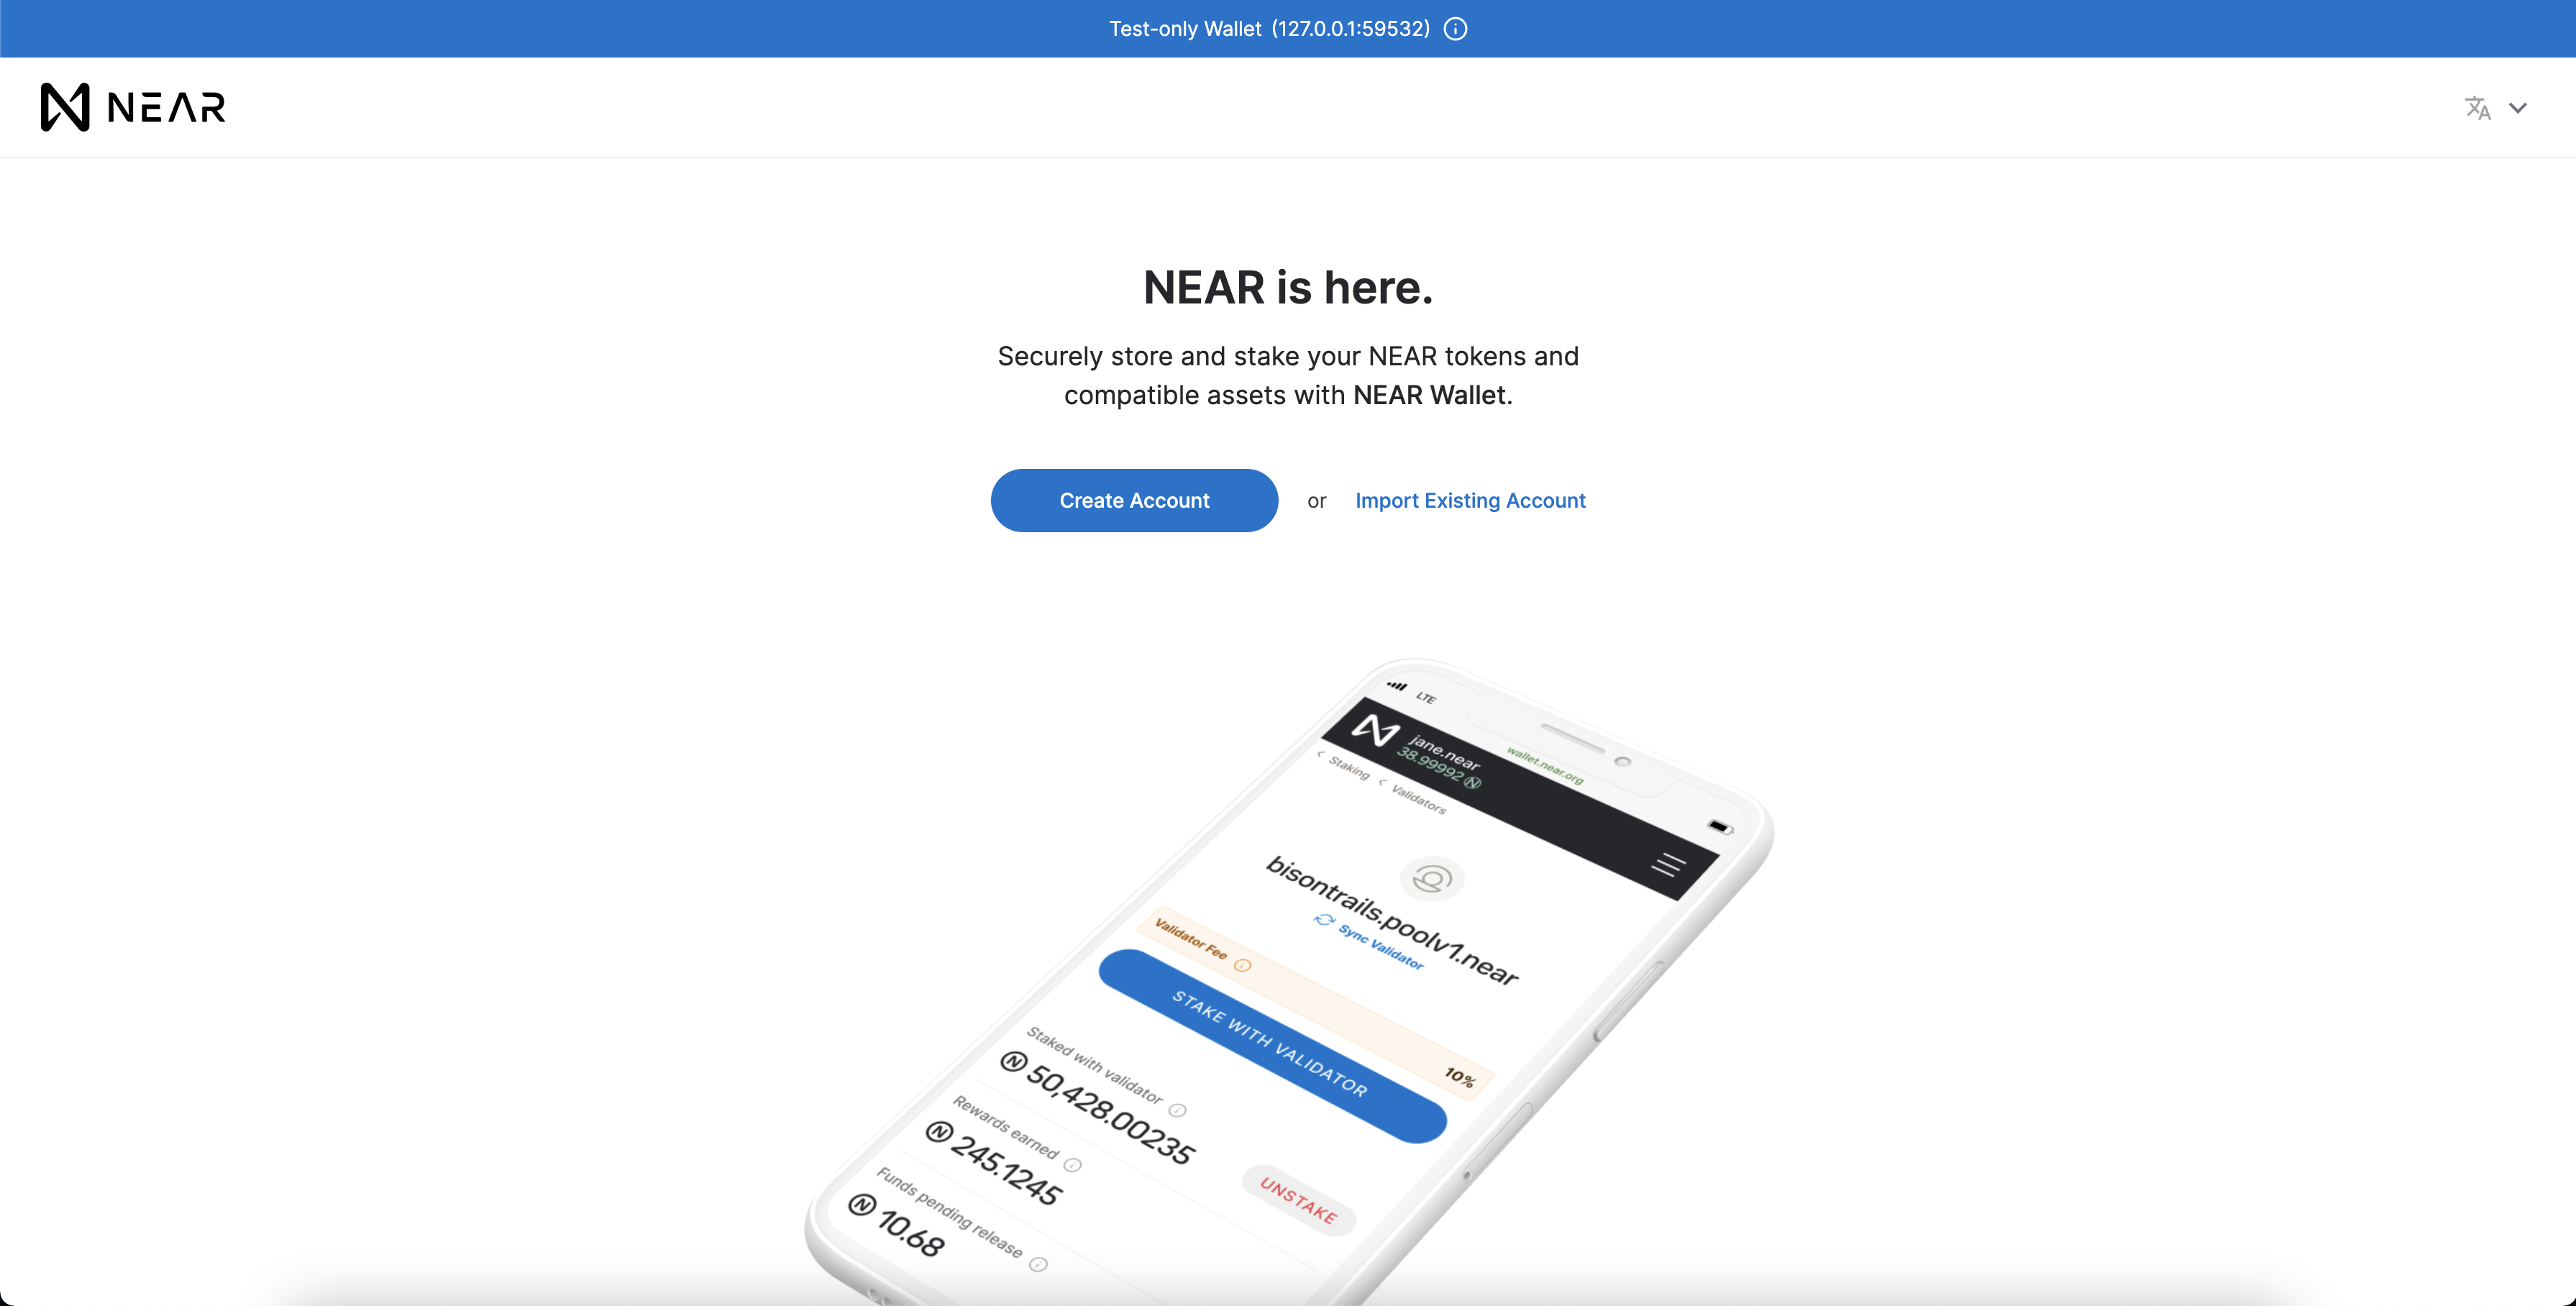 Test-only Wallet (127.0.0.1:59532)
NEAR
NEAR is here.
Securely store and stake your NEAR tokens and
compatible assets with NEAR Wallet.
Create Account or Import Existing Account
LTE
wallet.near.org
jane.near
38.99992
< Staking < Validators
bisontrails.poolv1.near
Sync Validator
Validator Fee 10%
STAKE WITH VALIDATOR
Staked with validator
50,428.00235
UNSTAKE
Rewards earned
245.1245
Funds pending release
10.68